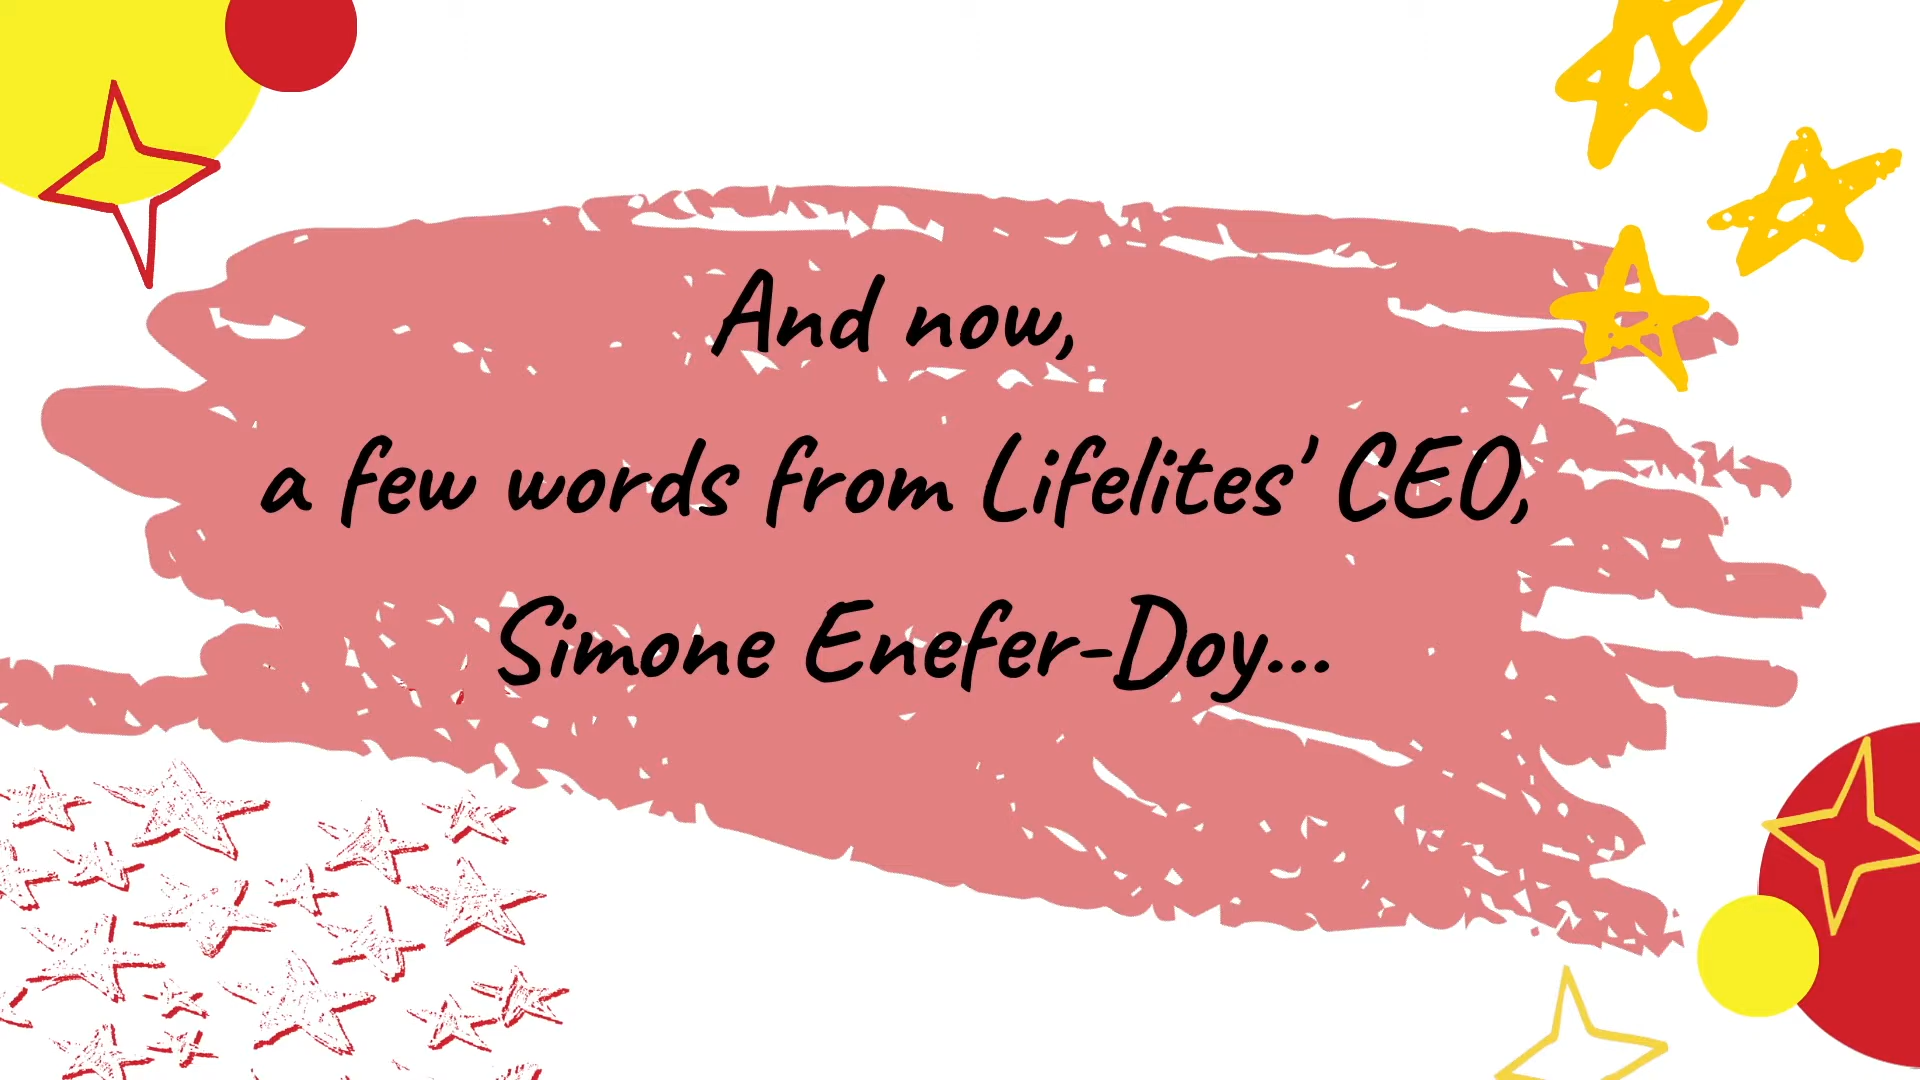 And now,
a few words from Lifelites' CEO,
Simone Enefer-Doy...